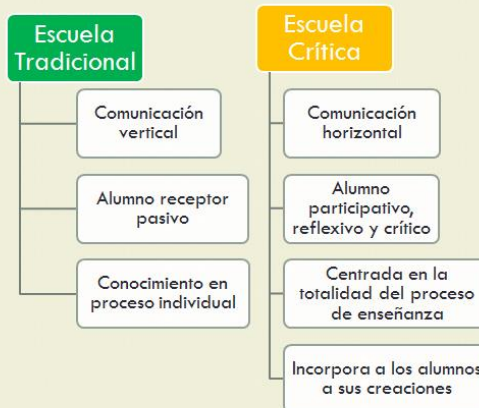 Escuela
Tradicional
Comunicación
vertical
Alumno receptor
pasivo
Conocimiento en
proceso individual
Escuela
Crítica
Comunicación
horizontal
Alumno
participativo,
reflexivo y crítico
Centrada en la
totalidad del proceso
de enseñanza
Incorpora a los alumnos
a sus creaciones